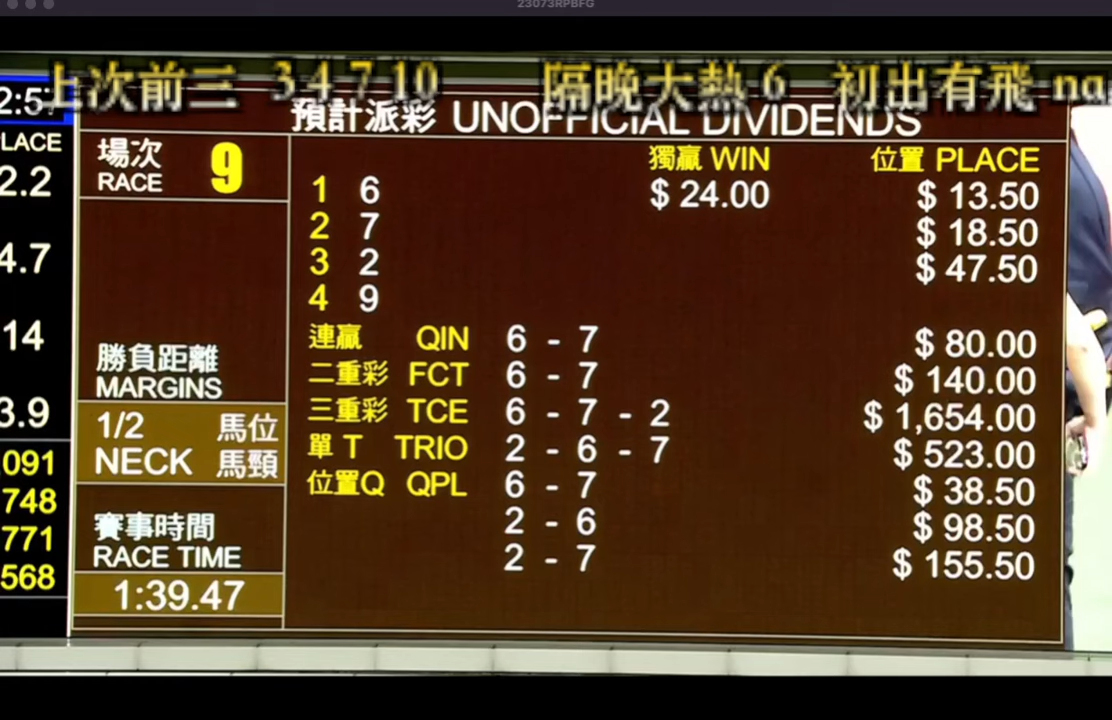 23073RPBFG
上次前三 3 4 7 10 隔晚大熱 6 初出有飛 na
2:57
預計派彩 UNOFFICIAL DIVIDENDS
PLACE
場次
RACE 9
獨贏 WIN 位置 PLACE
2.2
1 6 $ 24.00 $ 13.50
2 7 $ 18.50
4.7
3 2 $ 47.50
4 9
14
勝負距離
MARGINS
連贏 QIN 6 - 7 $ 80.00
二重彩 FCT 6 - 7 $ 140.00
3.9
1/2 馬位
三重彩 TCE 6 - 7 - 2 $ 1,654.00
091
NECK 馬頸
單T TRIO 2 - 6 - 7 $ 523.00
748
位置Q QPL 6 - 7 $ 38.50
771
賽事時間
RACE TIME
2 - 6 $ 98.50
568
1:39.47
2 - 7 $ 155.50